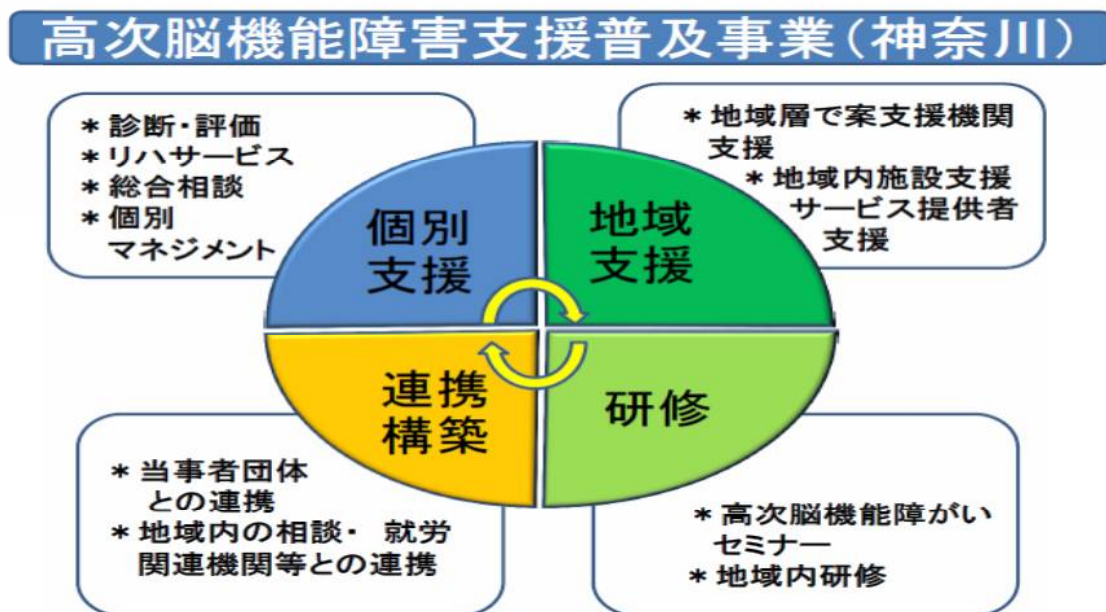 高次脳機能障害支援普及事業(神奈川)
＊診断・評価
＊リハサービス
＊総合相談
＊個別
マネジメント
＊地域層で案支援機関
支援
＊地域内施設支援
サービス提供者
支援
個別
支援
地域
支援
連携
構築
研修
＊当事者団体
との連携
＊地域内の相談・ 就労
関連機関等との連携
＊高次脳機能障がい
セミナー
＊地域内研修